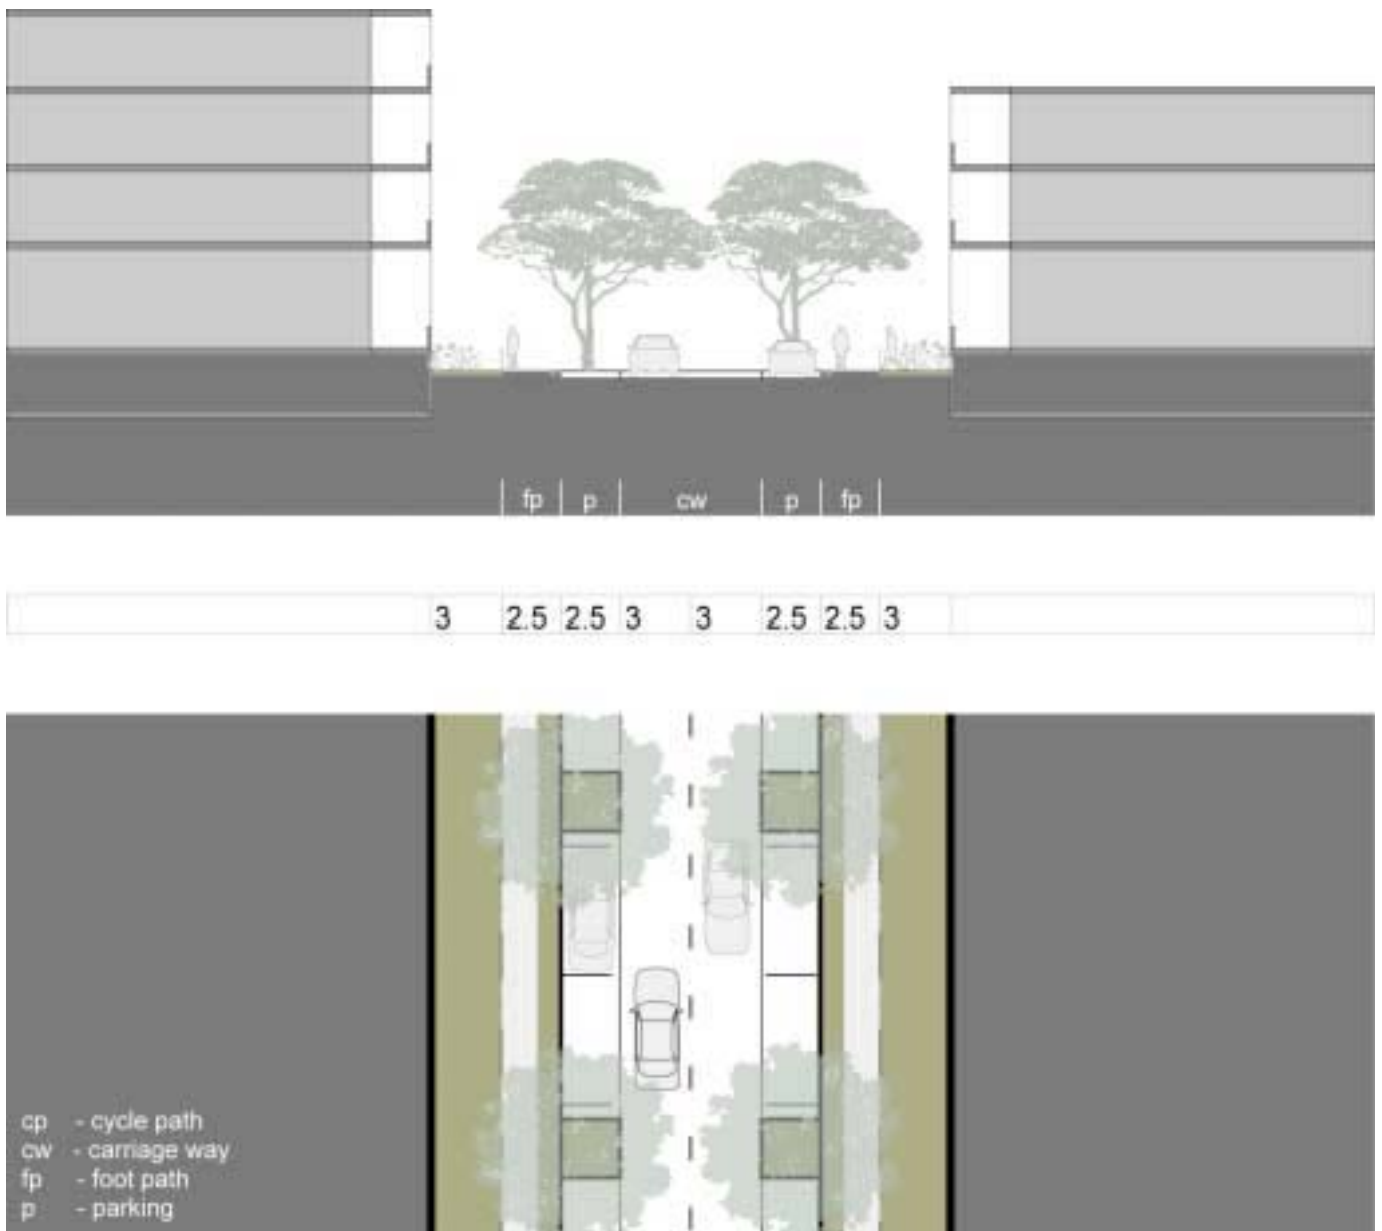 fp p cw p fp
3 2.5 2.5 3 3 2.5 2.5 3
cp - cycle path
cw - carriage way
fp - foot path
p - parking